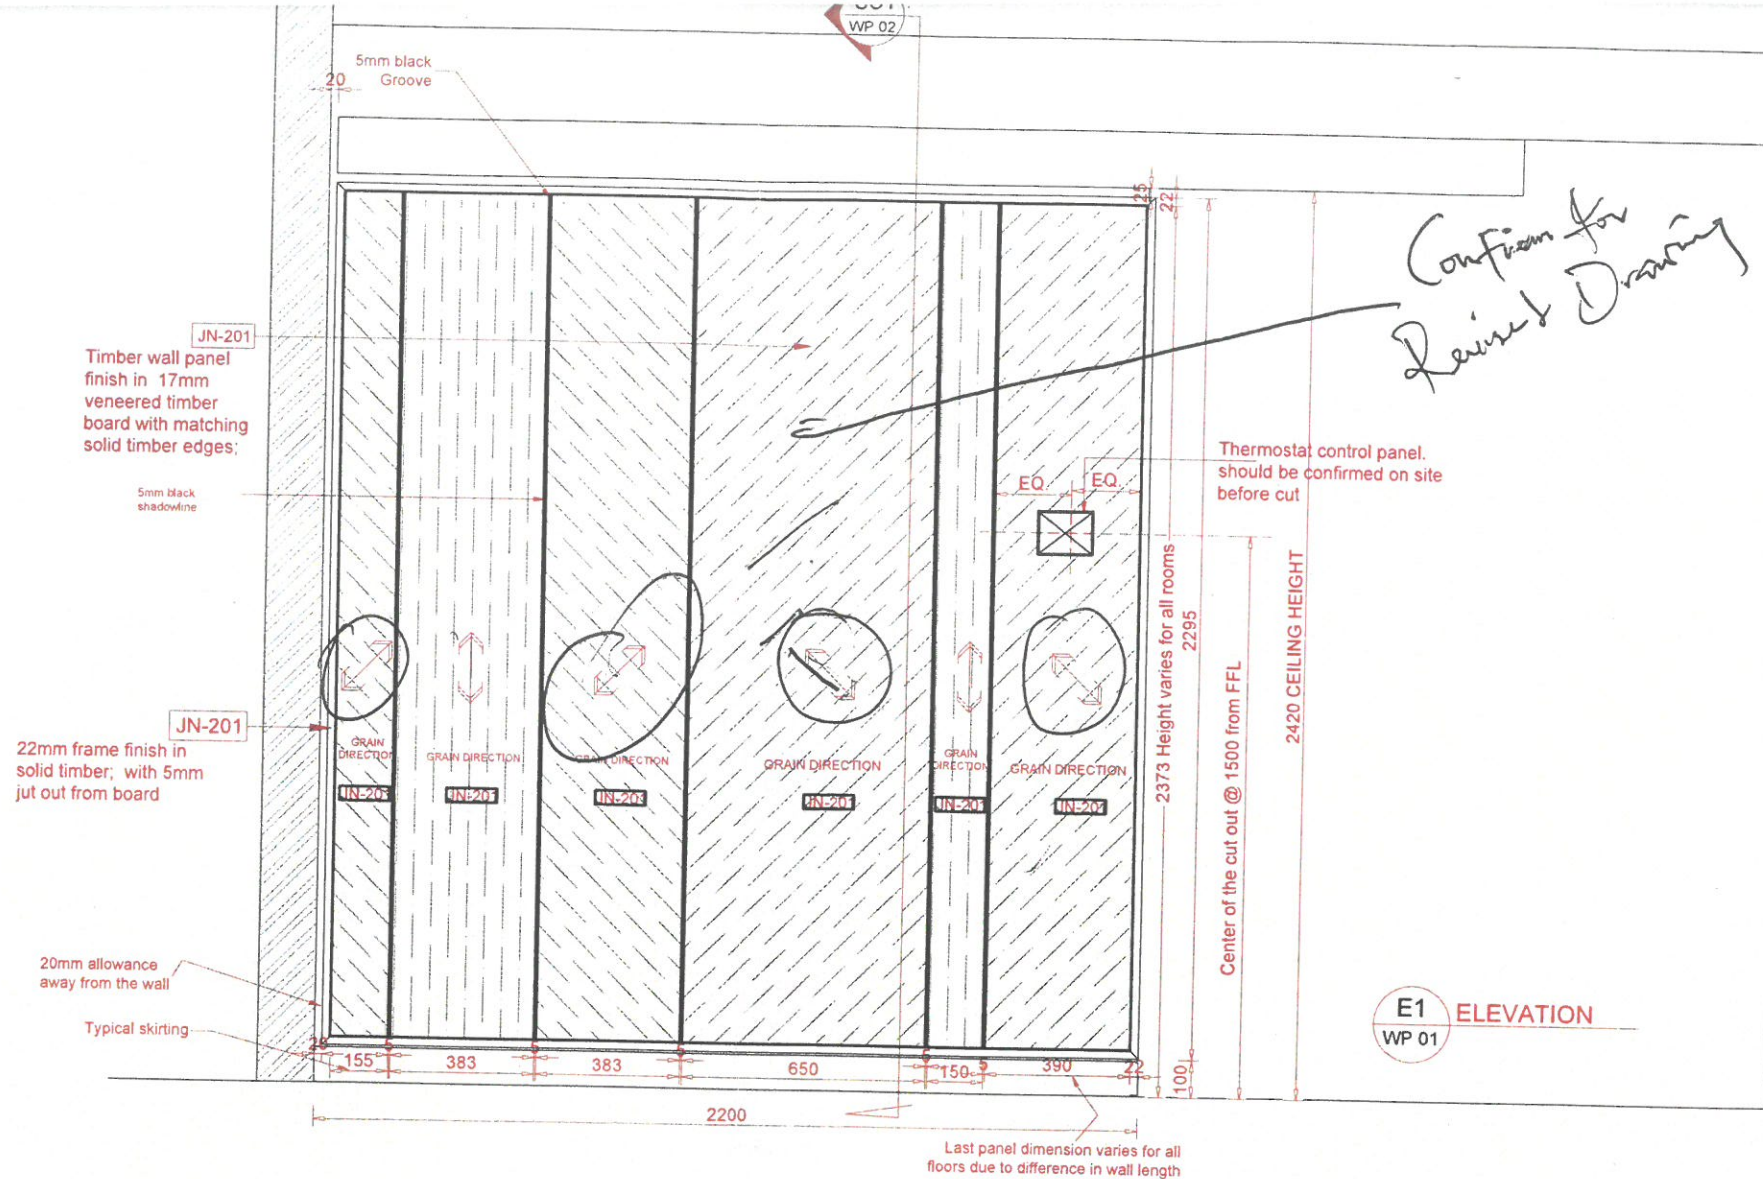 WP 02
5mm black
Groove
20
25
22
Confirm for
Revised Drawing
JN-201
Timber wall panel
finish in 17mm
veneered timber
board with matching
solid timber edges;
Thermostat control panel.
should be confirmed on site
before cut
EQ.
EQ.
5mm black
shadowline
2373 Height varies for all rooms
2295
Center of the cut out @ 1500 from FFL
2420 CEILING HEIGHT
JN-201
22mm frame finish in
solid timber; with 5mm
jut out from board
GRAIN
DIRECTION
GRAIN DIRECTION
GRAIN DIRECTION
GRAIN DIRECTION
GRAIN
DIRECTION
GRAIN DIRECTION
JN-201
JN-201
JN-201
JN-201
JN-201
JN-201
20mm allowance
away from the wall
Typical skirting
E1
WP 01
ELEVATION
155
5
383
5
383
5
650
5
150
5
390
22
100
2200
Last panel dimension varies for all
floors due to difference in wall length